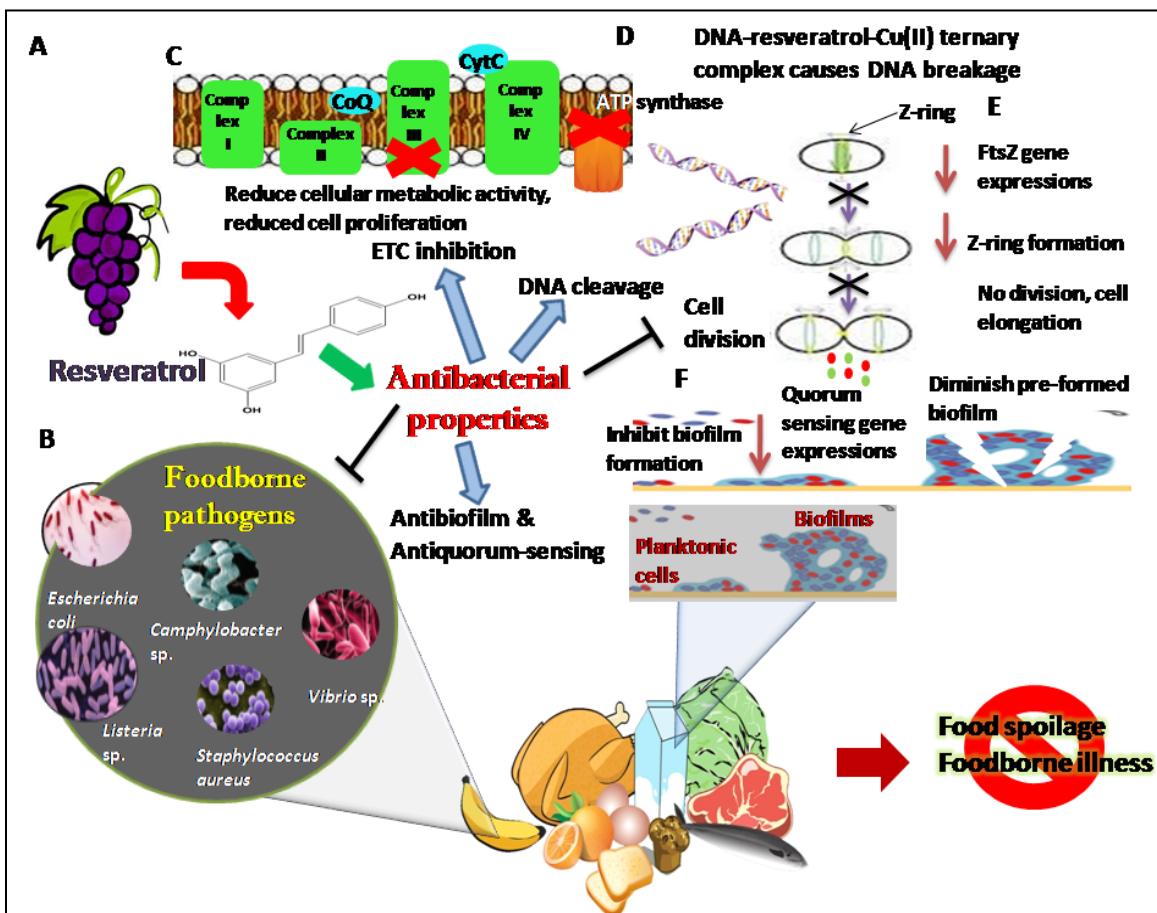 A
C
CytC
CoQ
Comp
lex
I
Complex
II
Comp
lex
III
Comp
lex
IV
ATP synthase
Reduce cellular metabolic activity,
reduced cell proliferation
ETC inhibition
D
DNA-resveratrol-Cu(II) ternary
complex causes DNA breakage
DNA cleavage
Z-ring
E
FtsZ gene
expressions
Z-ring formation
No division, cell
elongation
Cell
division
HO
OH
OH
Resveratrol
Antibacterial
properties
Antibiofilm &
Antiquorum-sensing
B
Foodborne
pathogens
Escherichia
coli
Camphylobacter
sp.
Vibrio sp.
Listeria
sp.
Staphylococcus
aureus
F
Inhibit biofilm
formation
Quorum
sensing gene
expressions
Diminish pre-formed
biofilm
Planktonic
cells
Biofilms
Food spoilage
Foodborne illness